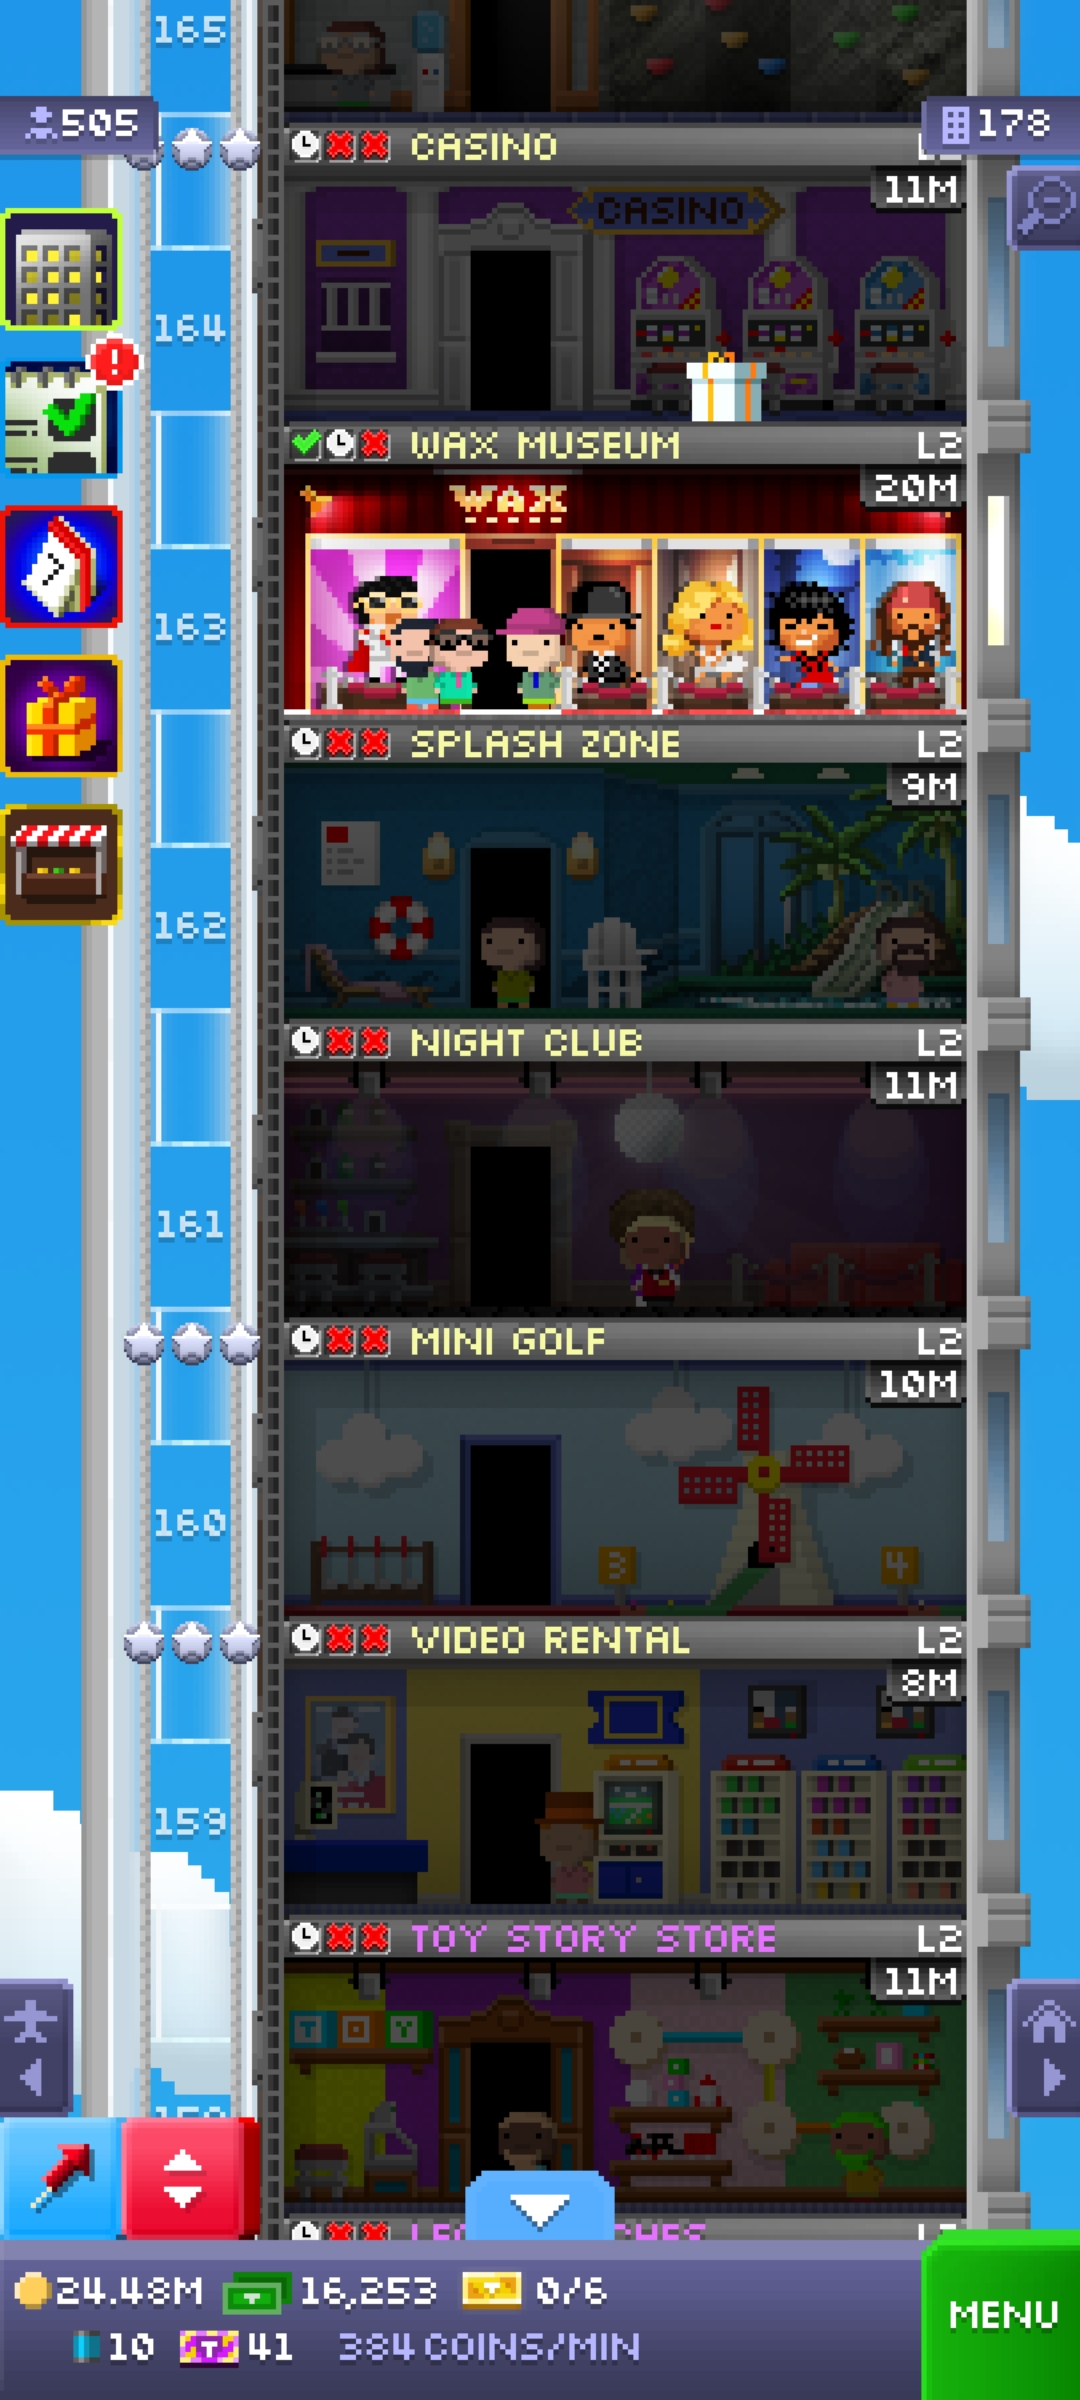 165
505
178
CASINO
11M
CASINO
164
WAX MUSEUM L2
20M
WAX
163
SPLASH ZONE L2
9M
162
NIGHT CLUB L2
11M
161
MINI GOLF L2
10M
160
3 4
VIDEO RENTAL L2
8M
159
TOY STORY STORE L2
11M
TOY
24.48M 16,253 0/6
MENU
10 T 41 384 COINS/MIN